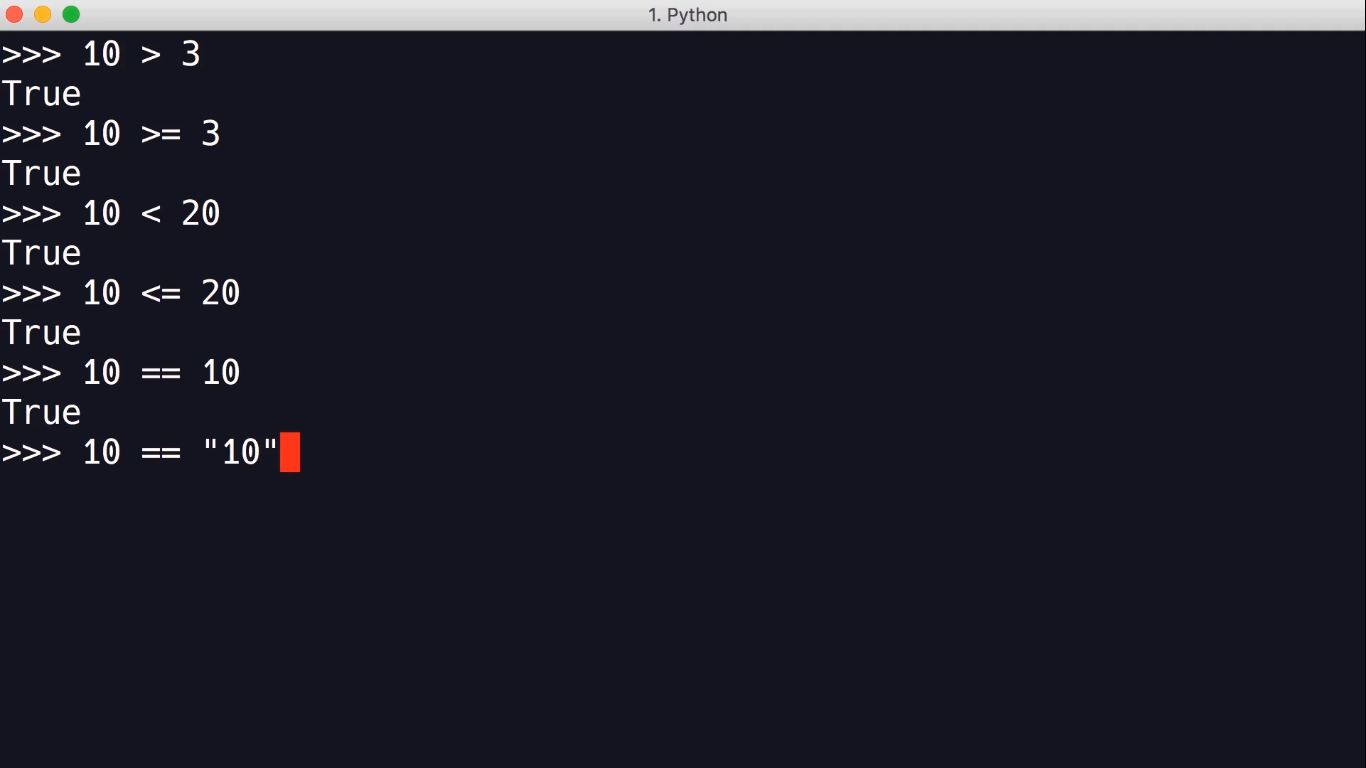 1. Python
>>> 10 > 3
True
>>> 10 >= 3
True
>>> 10 < 20
True
>>> 10 <= 20
True
>>> 10 == 10
True
>>> 10 == "10"